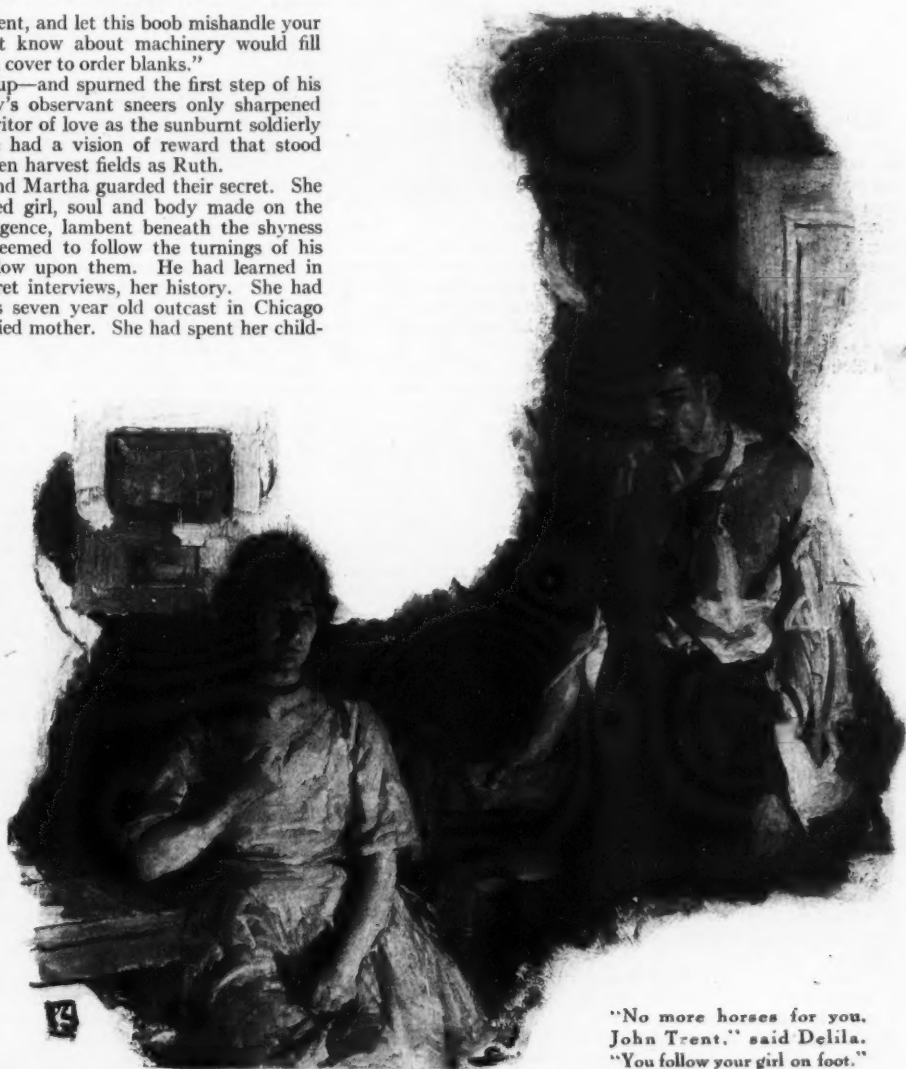 ent, and let this boob mishandle your
t know about machinery would fill
cover to order blanks."
up—and spurned the first step of his
y's observant sneers only sharpened
ritor of love as the sunburnt soldierly
had a vision of reward that stood
en harvest fields as Ruth.
nd Martha guarded their secret. She
ed girl, soul and body made on the
gence, lambent beneath the shyness
eemed to follow the turnings of his
low upon them. He had learned in
ret interviews, her history. She had
s seven year old outcast in Chicago
ied mother. She had spent her child-
"No more horses for you,
John Trent," said Delila.
"You follow your girl on foot."